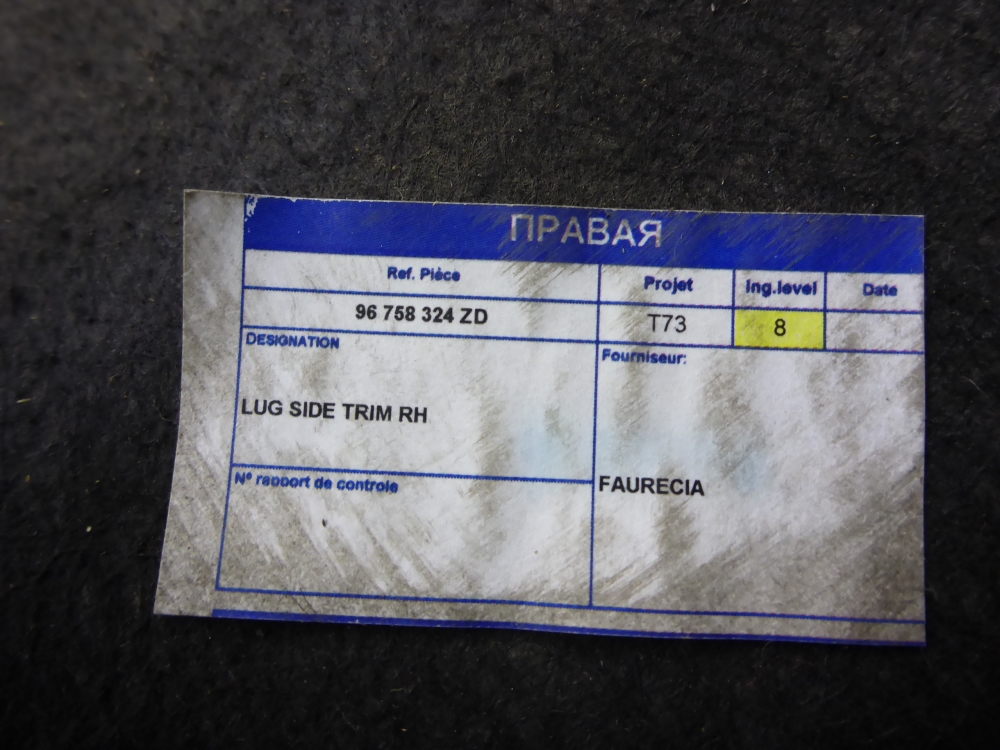 ПРАВАЯ
Ref. Pièce
Projet
Ing.level
Date
96 758 324 ZD
T73
8
DESIGNATION
Fourniseur:
LUG SIDE TRIM RH
N° rapport de controle
FAURECIA